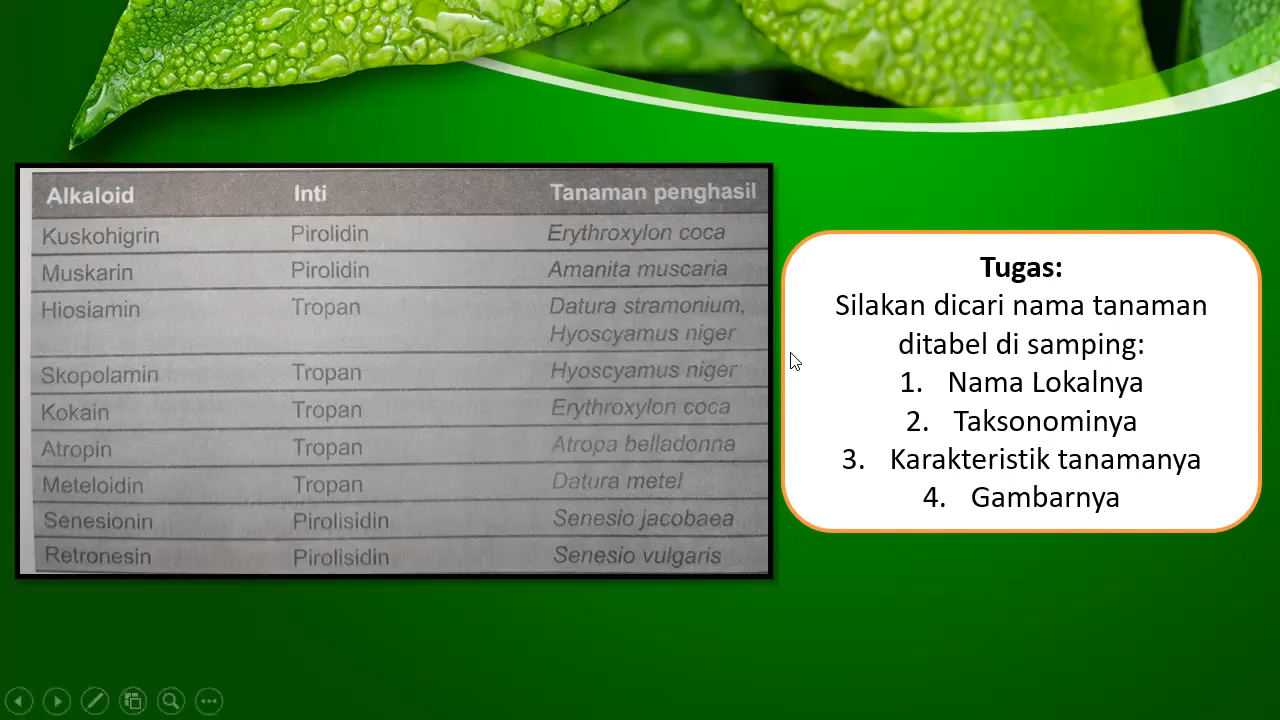 Alkaloid Inti Tanaman penghasil
Kuskohigrin Pirolidin Erythroxylon coca
Muskarin Pirolidin Amanita muscaria
Hiosiamin Tropan Datura stramonium,
Hyoscyamus niger
Skopolamin Tropan Hyoscyamus niger
Kokain Tropan Erythroxylon coca
Atropin Tropan Atropa belladonna
Meteloidin Tropan Datura metel
Senesionin Pirolisidin Senesio jacobaea
Retronesin Pirolisidin Senesio vulgaris
Tugas:
Silakan dicari nama tanaman
ditabel di samping:
1. Nama Lokalnya
2. Taksonominya
3. Karakteristik tanamanya
4. Gambarnya